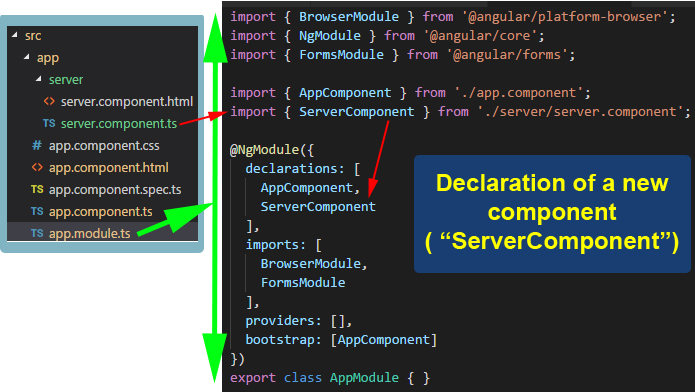 src
app
server
server.component.html
TS server.component.ts
# app.component.css
app.component.html
TS app.component.spec.ts
app.component.html
TS app.component.ts
TS app.module.ts
import { BrowserModule } from '@angular/platform-browser';
import { NgModule } from '@angular/core';
import { FormsModule } from '@angular/forms';
import { AppComponent } from './app.component';
import { ServerComponent } from './server/server.component';
@NgModule({
declarations: [
AppComponent,
ServerComponent
],
imports: [
BrowserModule,
FormsModule
],
providers: [],
bootstrap: [AppComponent]
})
export class AppModule { }
Declaration of a new
component
( “ServerComponent”)